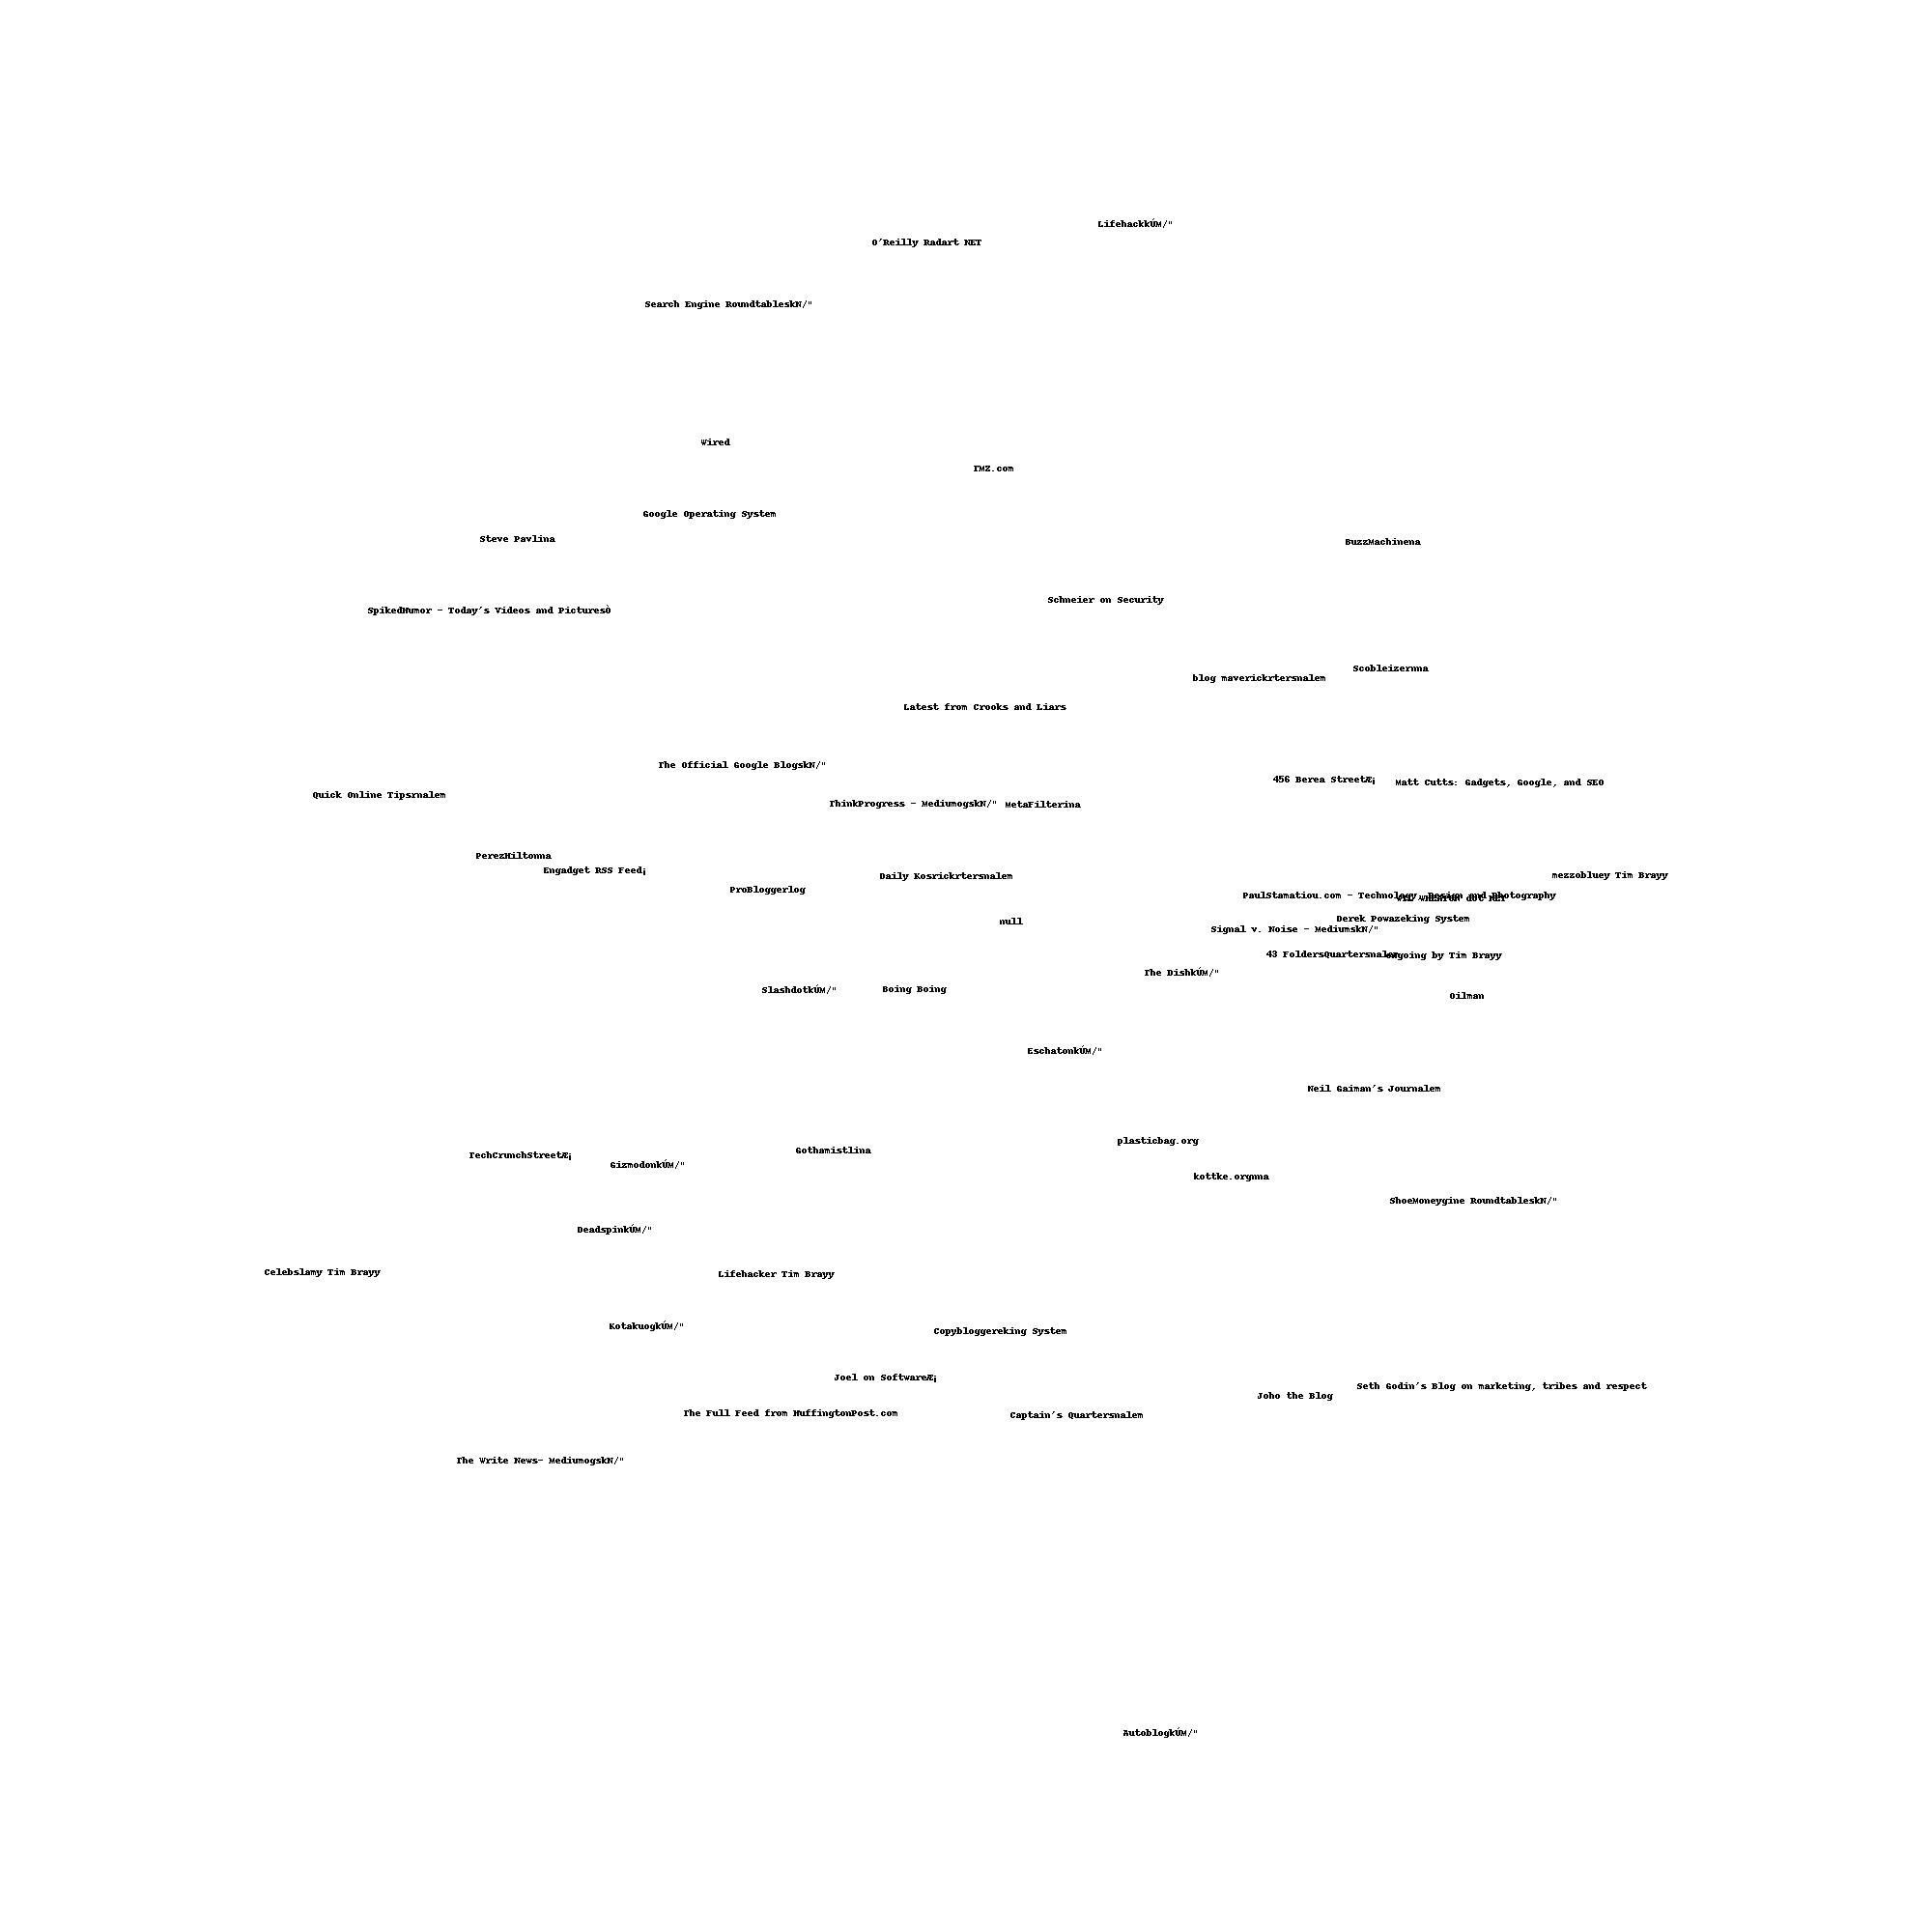 LifehackkÚM/"
O'Reilly Radart NET
Search Engine RoundtableskN/"
Wired
TMZ.com
Google Operating System
Steve Pavlina
BuzzMachinena
Schneier on Security
SpikedHumor - Today's Videos and PicturesÒ
Scobleizernna
blog maverickrtersnalem
Latest from Crooks and Liars
The Official Google BlogskN/"
456 Berea StreetÆ¡
Matt Cutts: Gadgets, Google, and SEO
Quick Online Tipsrnalem
ThinkProgress - MediumogskN/"
MetaFilterina
PerezHiltonna
Engadget RSS Feed¡
mezzobluey Tim Brayy
Daily Kosrickrtersnalem
ProBloggerlog
PaulStamatiou.com - Technology, Design and Photography
dot NET
Derek Powazeking System
null
Signal v. Noise - MediumskN/"
43 FoldersQuartersnalem
ongoing by Tim Brayy
The DishkÚM/"
SlashdotkÚM/"
Boing Boing
Oilman
EschatonkÚM/"
Neil Gaiman's Journalem
plasticbag.org
Gothamistlina
TechCrunchStreetÆ¡
GizmodonkÚM/"
kottke.orgnna
ShoeMoneygine RoundtableskN/"
DeadspinkÚM/"
Celebslamy Tim Brayy
Lifehacker Tim Brayy
KotakuogkÚM/"
Copybloggereking System
Joel on SoftwareÆ¡
Seth Godin's Blog on marketing, tribes and respect
Joho the Blog
The Full Feed from HuffingtonPost.com
Captain's Quartersnalem
The Write News- MediumogskN/"
AutoblogkÚM/"